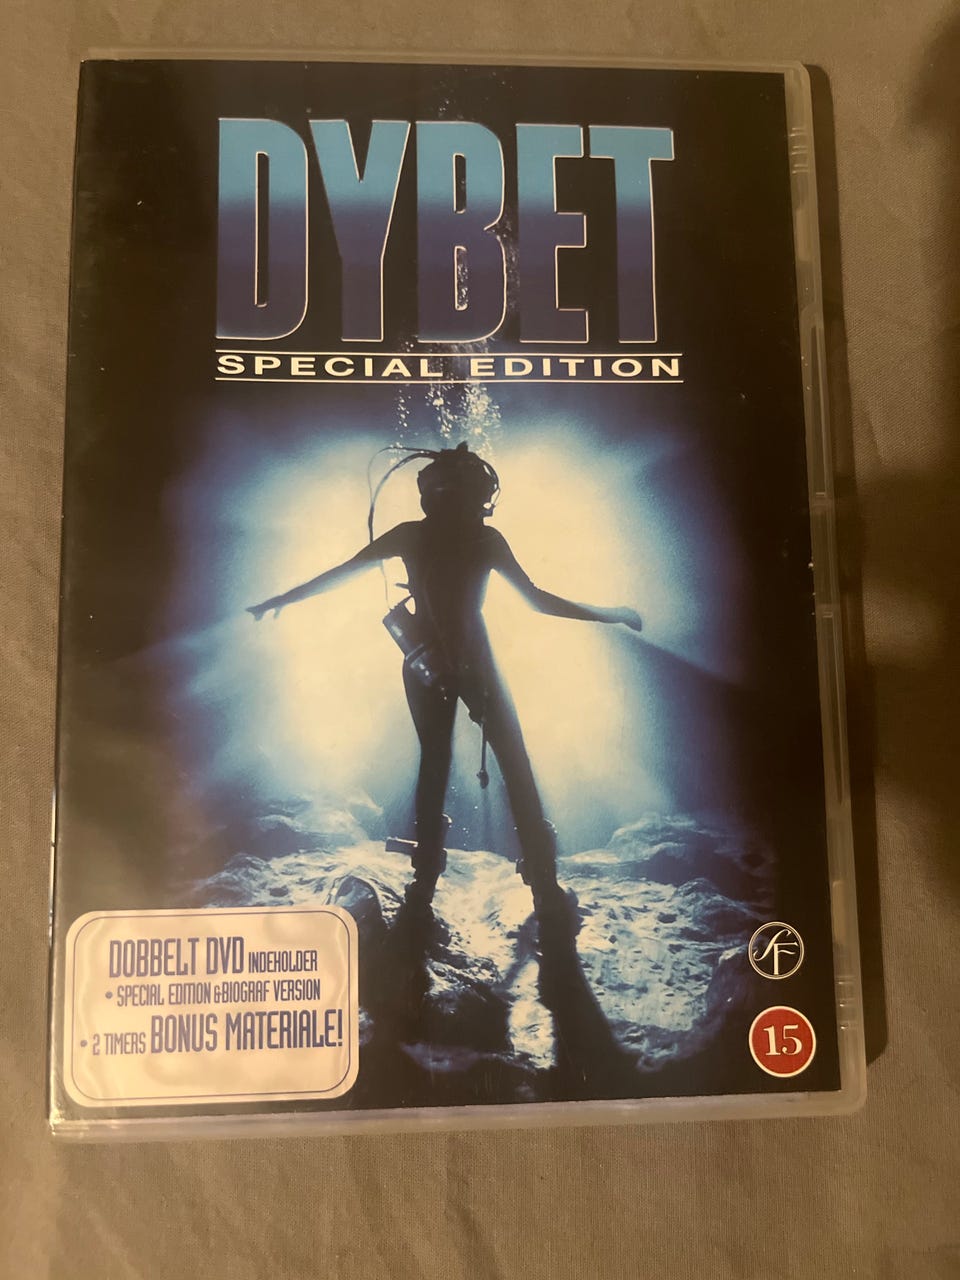 DYBET
SPECIAL EDITION
DOBBELT DVD INDEHOLDER
• SPECIAL EDITION & BIOGRAF VERSION
• 2 TIMERS BONUS MATERIALE!
SF
15